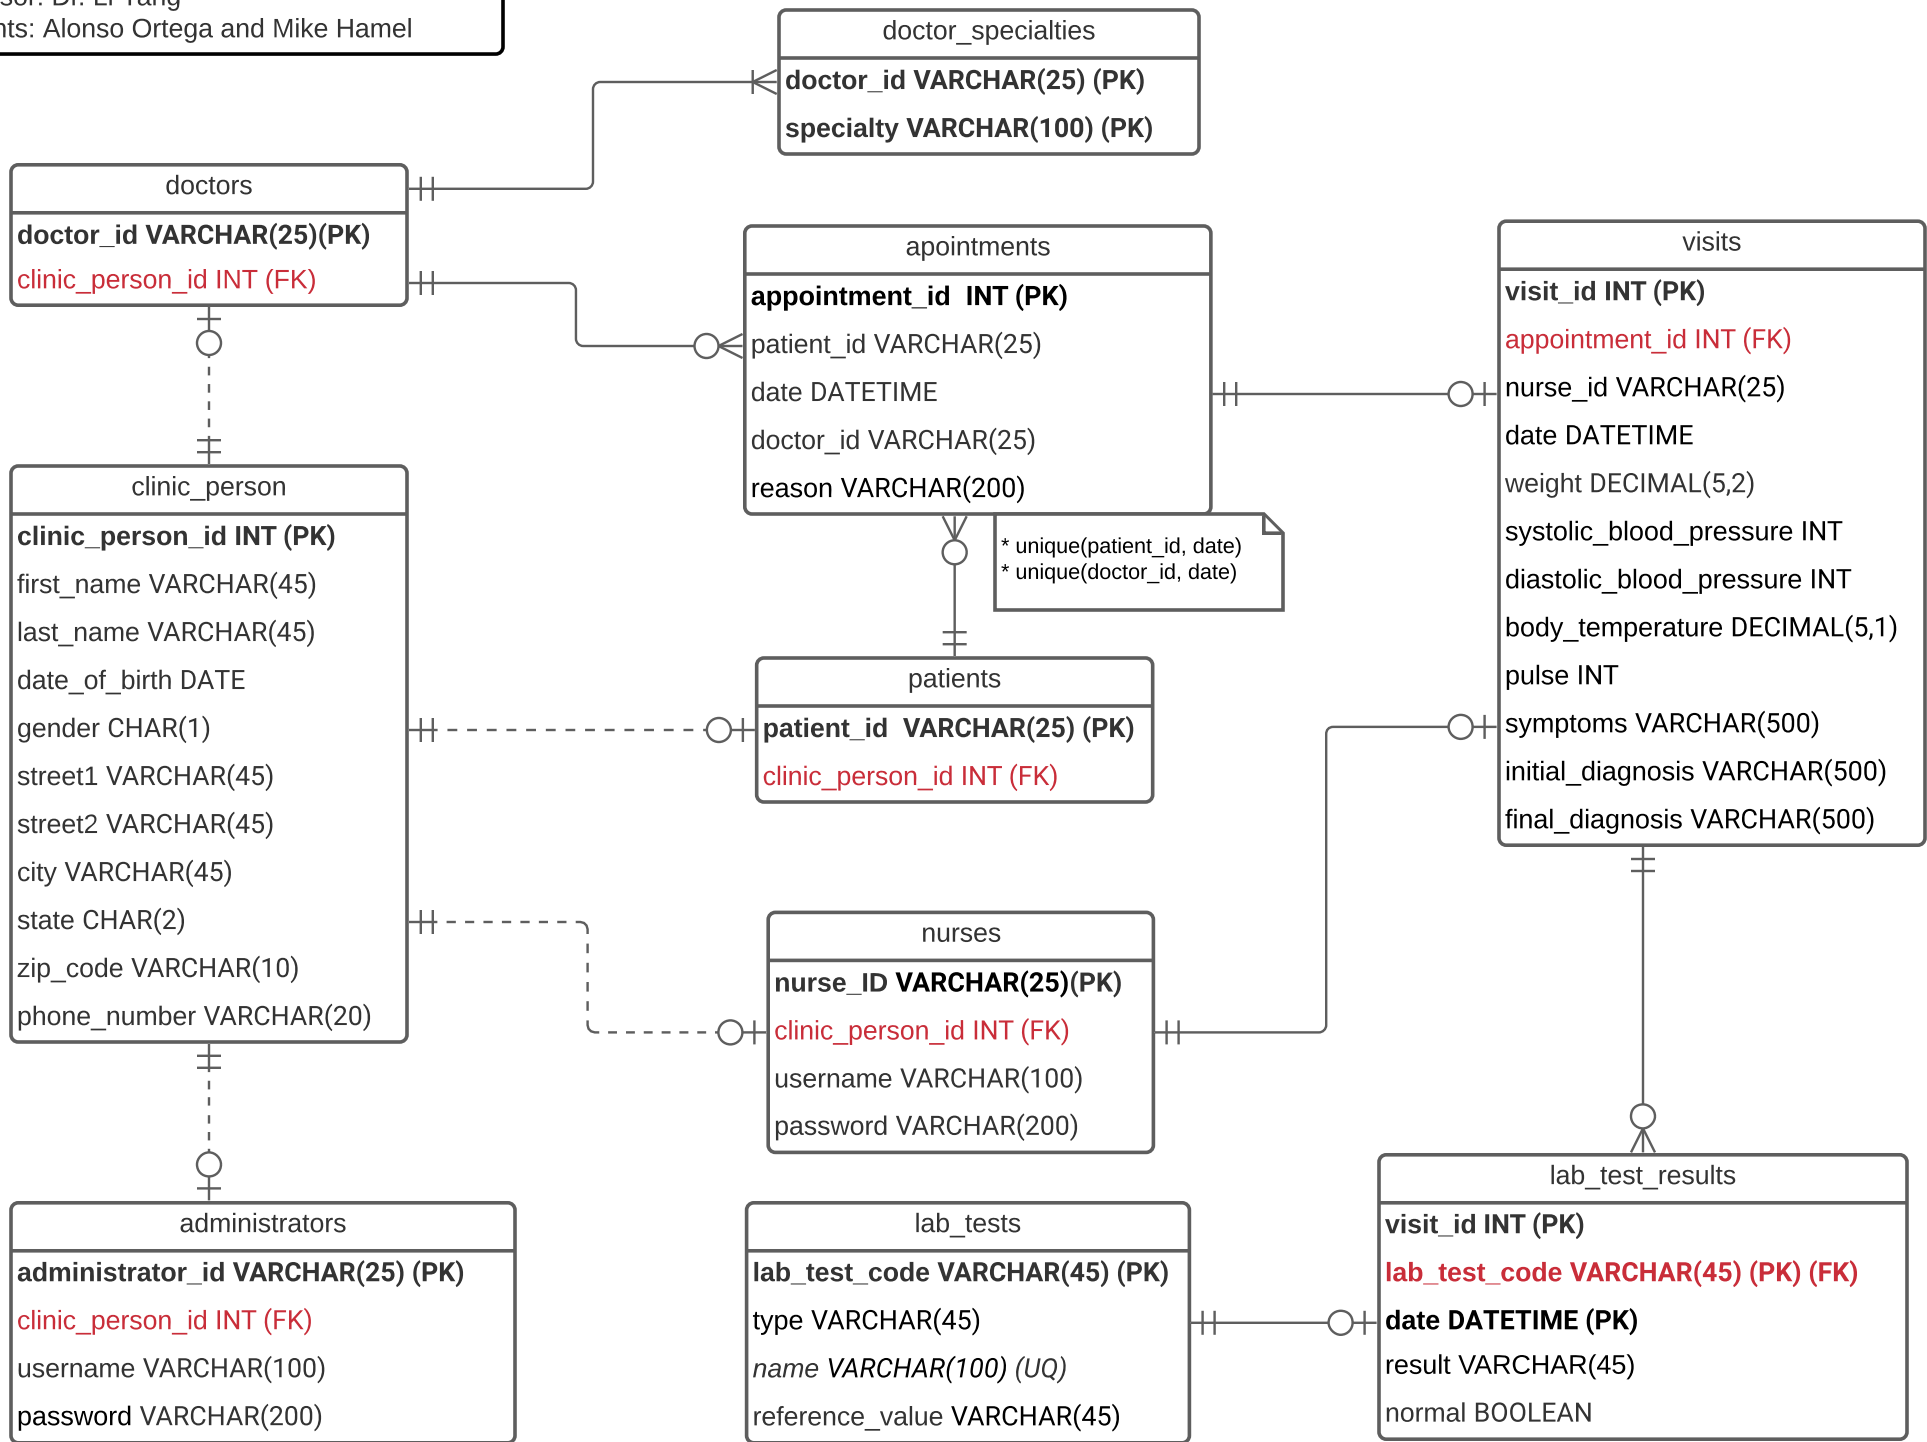 nts: Alonso Ortega and Mike Hamel
doctor_specialties
doctor_id VARCHAR(25) (PK)
specialty VARCHAR(100) (PK)
doctors
doctor_id VARCHAR(25)(PK)
clinic_person_id INT (FK)
apointments
appointment_id INT (PK)
patient_id VARCHAR(25)
date DATETIME
doctor_id VARCHAR(25)
reason VARCHAR(200)
* unique(patient_id, date)
* unique(doctor_id, date)
visits
visit_id INT (PK)
appointment_id INT (FK)
nurse_id VARCHAR(25)
date DATETIME
weight DECIMAL(5,2)
systolic_blood_pressure INT
diastolic_blood_pressure INT
body_temperature DECIMAL(5,1)
pulse INT
symptoms VARCHAR(500)
initial_diagnosis VARCHAR(500)
final_diagnosis VARCHAR(500)
clinic_person
clinic_person_id INT (PK)
first_name VARCHAR(45)
last_name VARCHAR(45)
date_of_birth DATE
gender CHAR(1)
street1 VARCHAR(45)
street2 VARCHAR(45)
city VARCHAR(45)
state CHAR(2)
zip_code VARCHAR(10)
phone_number VARCHAR(20)
patients
patient_id VARCHAR(25) (PK)
clinic_person_id INT (FK)
nurses
nurse_ID VARCHAR(25)(PK)
clinic_person_id INT (FK)
username VARCHAR(100)
password VARCHAR(200)
administrators
administrator_id VARCHAR(25) (PK)
clinic_person_id INT (FK)
username VARCHAR(100)
password VARCHAR(200)
lab_tests
lab_test_code VARCHAR(45) (PK)
type VARCHAR(45)
name VARCHAR(100) (UQ)
reference_value VARCHAR(45)
lab_test_results
visit_id INT (PK)
lab_test_code VARCHAR(45) (PK) (FK)
date DATETIME (PK)
result VARCHAR(45)
normal BOOLEAN